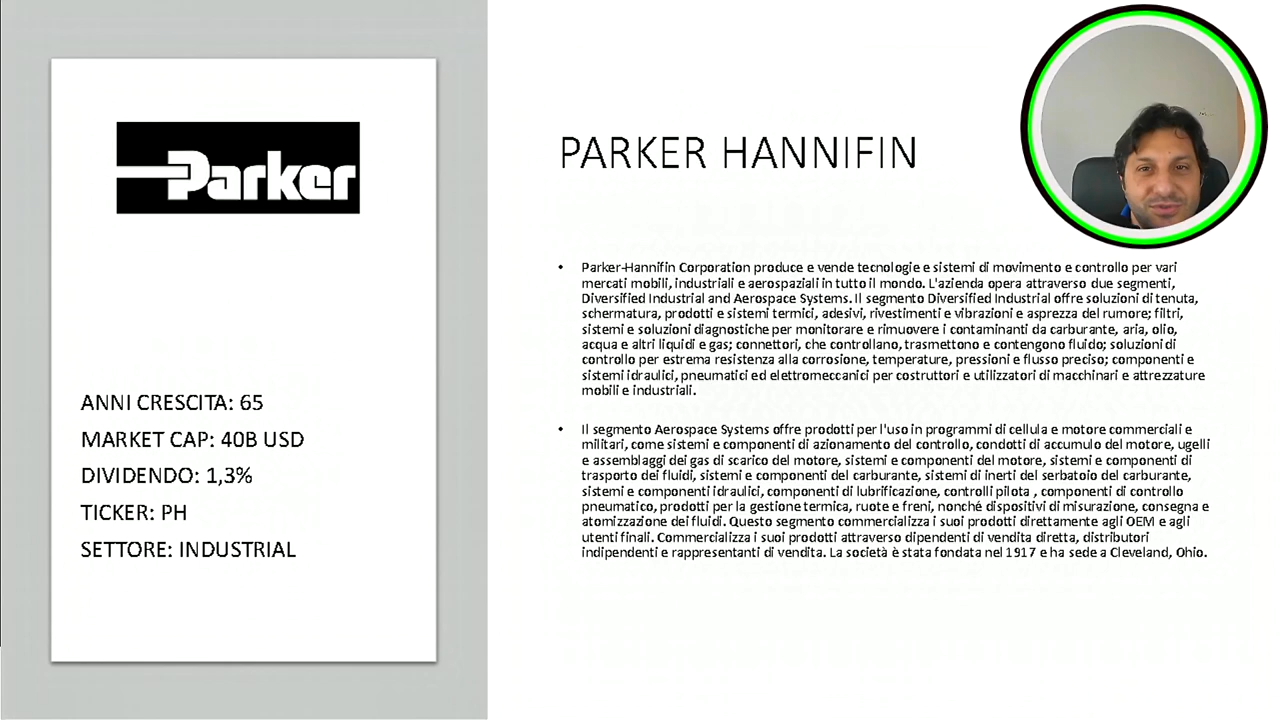 Parker
ANNI CRESCITA: 65
MARKET CAP: 40B USD
DIVIDENDO: 1,3%
TICKER: PH
SETTORE: INDUSTRIAL
PARKER HANNIFIN
• Parker-Hannifin Corporation produce e vende tecnologie e sistemi di movimento e controllo per vari
mercati mobili, industriali e aerospaziali in tutto il mondo. L'azienda opera attraverso due segmenti,
Diversified Industrial and Aerospace Systems. Il segmento Diversified Industrial offre soluzioni di tenuta,
schermatura, prodotti e sistemi termici, adesivi, rivestimenti e vibrazioni e asprezza del rumore; filtri,
sistemi e soluzioni diagnostiche per monitorare e rimuovere i contaminanti da carburante, aria, olio,
acqua e altri liquidi e gas; connettori, che controllano, trasmettono e contengono fluido; soluzioni di
controllo per estrema resistenza alla corrosione, temperature, pressioni e flusso preciso; componenti e
sistemi idraulici, pneumatici ed elettromeccanici per costruttori e utilizzatori di macchinari e attrezzature
mobili e industriali.
• Il segmento Aerospace Systems offre prodotti per l'uso in programmi di cellula e motore commerciali e
militari, come sistemi e componenti di azionamento del controllo, condotti di accumulo del motore, ugelli
e assemblaggi dei gas di scarico del motore, sistemi e componenti del motore, sistemi e componenti di
trasporto dei fluidi, sistemi e componenti del carburante, sistemi di inerti del serbatoio del carburante,
sistemi e componenti idraulici, componenti di lubrificazione, controlli pilota , componenti di controllo
pneumatico, prodotti per la gestione termica, ruote e freni, nonché dispositivi di misurazione, consegna e
atomizzazione dei fluidi. Questo segmento commercializza i suoi prodotti direttamente agli OEM e agli
utenti finali. Commercializza i suoi prodotti attraverso dipendenti di vendita diretta, distributori
indipendenti e rappresentanti di vendita. La società è stata fondata nel 1917 e ha sede a Cleveland, Ohio.